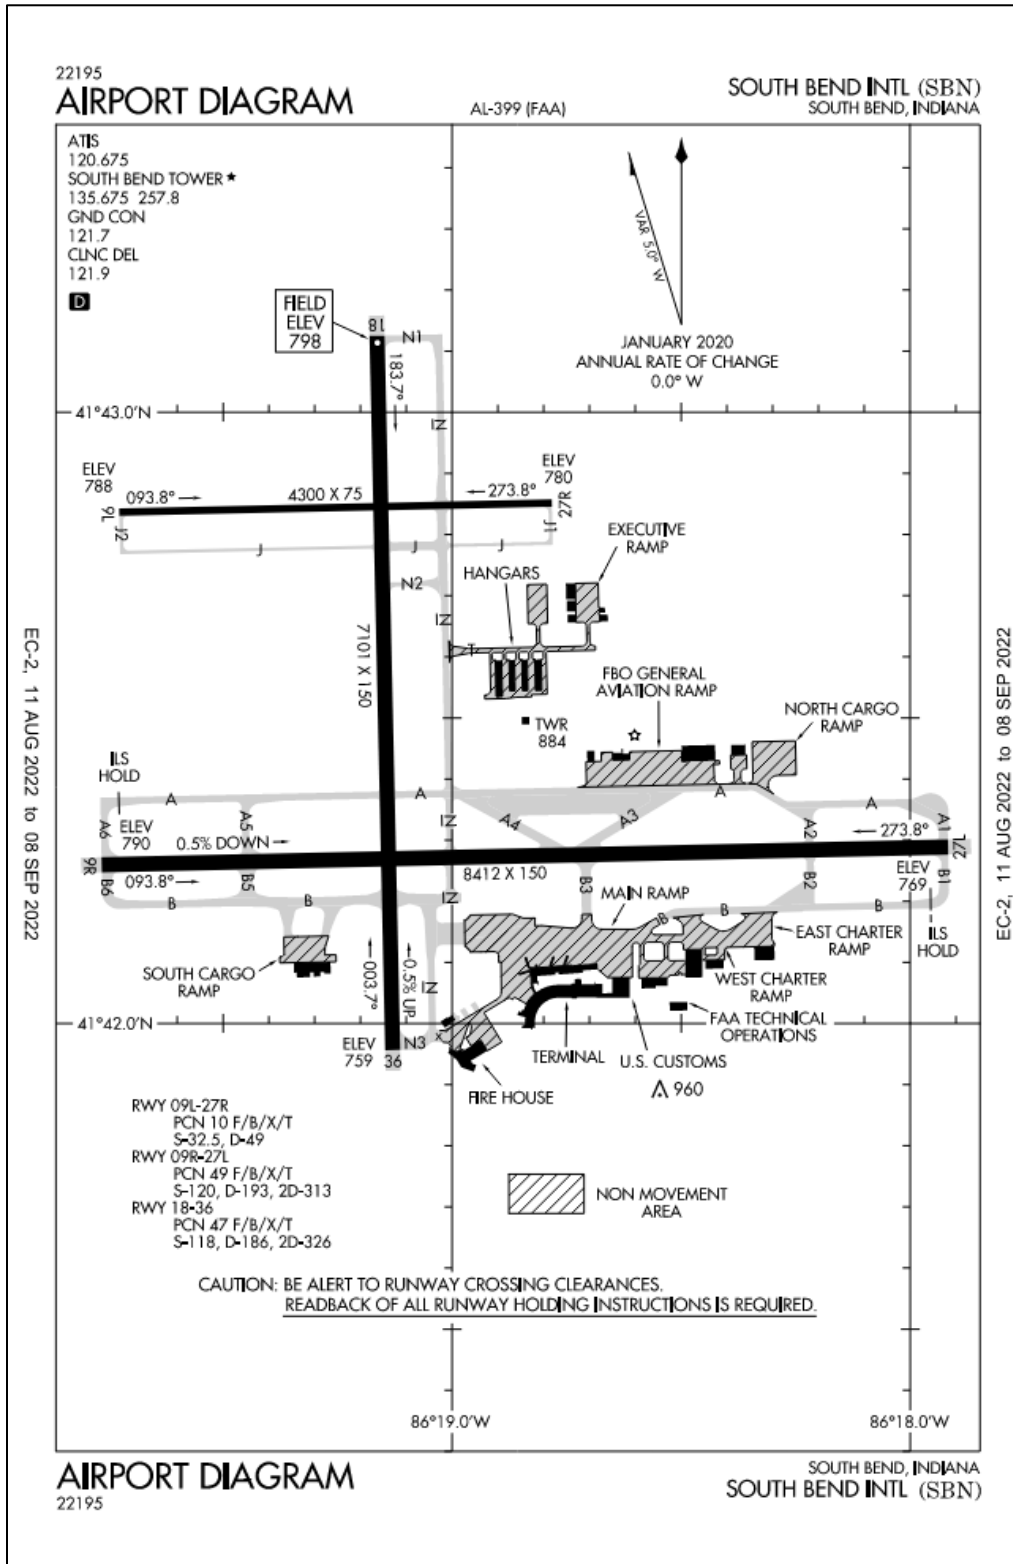 22195
AIRPORT DIAGRAM
AL-399 (FAA)
SOUTH BEND INTL (SBN)
SOUTH BEND, INDIANA
ATIS
120.675
SOUTH BEND TOWER ★
135.675 257.8
GND CON
121.7
CLNC DEL
121.9
D
VAR 5.0° W
JANUARY 2020
ANNUAL RATE OF CHANGE
0.0° W
FIELD
ELEV
798
18
N1
183.7°
41°43.0'N
N
ELEV
788
093.8°
4300 X 75
273.8°
ELEV
780
9L
27R
J2
J
J
J
J1
N2
N
HANGARS
EXECUTIVE
RAMP
T
7101 X 150
FBO GENERAL
AVIATION RAMP
TWR
884
NORTH CARGO
RAMP
ILS
HOLD
A
A
A
A
A6
ELEV
790
0.5% DOWN
A5
N
A4
A3
A2
273.8°
A1
9R
27L
093.8°
8412 X 150
ELEV
769
B6
B5
B3
B2
B1
B
B
N
MAIN RAMP
B
B
B
ILS
HOLD
SOUTH CARGO
RAMP
003.7°
0.5% UP
N
EAST CHARTER
RAMP
WEST CHARTER
RAMP
FAA TECHNICAL
OPERATIONS
41°42.0'N
ELEV
759
36
N3
X
TERMINAL
U.S. CUSTOMS
FIRE HOUSE
960
RWY 09L-27R
PCN 10 F/B/X/T
S-32.5, D-49
RWY 09R-27L
PCN 49 F/B/X/T
S-120, D-193, 2D-313
RWY 18-36
PCN 47 F/B/X/T
S-118, D-186, 2D-326
NON MOVEMENT
AREA
CAUTION: BE ALERT TO RUNWAY CROSSING CLEARANCES.
READBACK OF ALL RUNWAY HOLDING INSTRUCTIONS IS REQUIRED.
86°19.0'W
86°18.0'W
EC-2, 11 AUG 2022 to 08 SEP 2022
EC-2, 11 AUG 2022 to 08 SEP 2022
AIRPORT DIAGRAM
22195
SOUTH BEND, INDIANA
SOUTH BEND INTL (SBN)